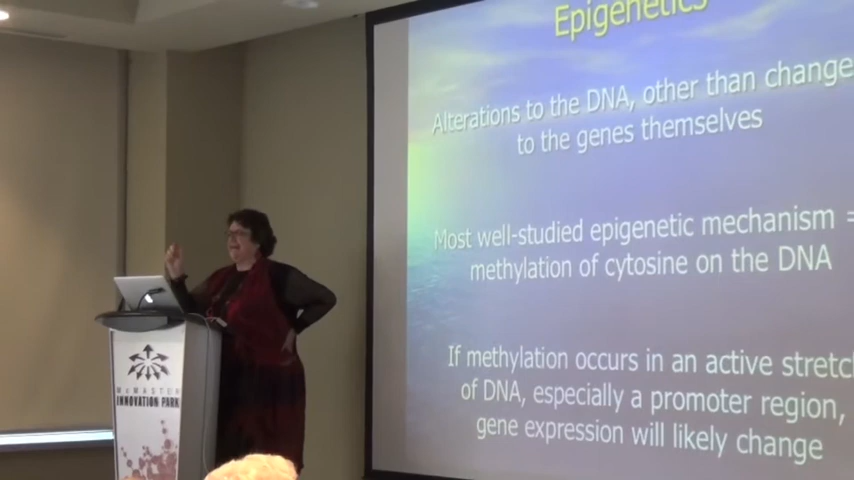 Epigenetics
Alterations to the DNA, other than change
to the genes themselves
Most well-studied epigenetic mechanism =
methylation of cytosine on the DNA
If methylation occurs in an active stretc
of DNA, especially a promoter region,
gene expression will likely change
McMASTER
INNOVATION PARK